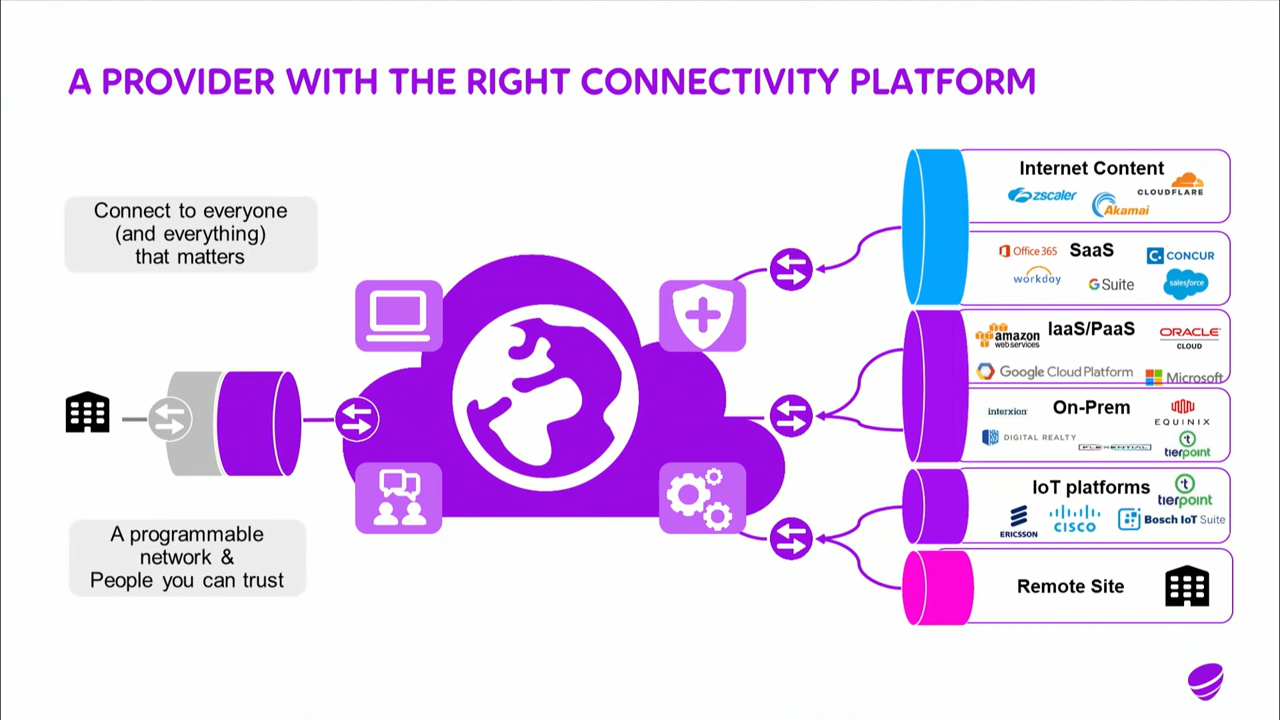 A PROVIDER WITH THE RIGHT CONNECTIVITY PLATFORM
Connect to everyone
(and everything)
that matters
A programmable
network &
People you can trust
Internet Content
zscaler
Akamai
CLOUDFLARE
Office 365
SaaS
CONCUR
workday
G Suite
salesforce
amazon
web services
IaaS/PaaS
ORACLE
CLOUD
Google Cloud Platform
Microsoft
interxion
On-Prem
EQUINIX
DIGITAL REALTY
FLEXENTIAL
t
tierpoint
IoT platforms
t
tierpoint
ERICSSON
CISCO
Bosch IoT Suite
Remote Site